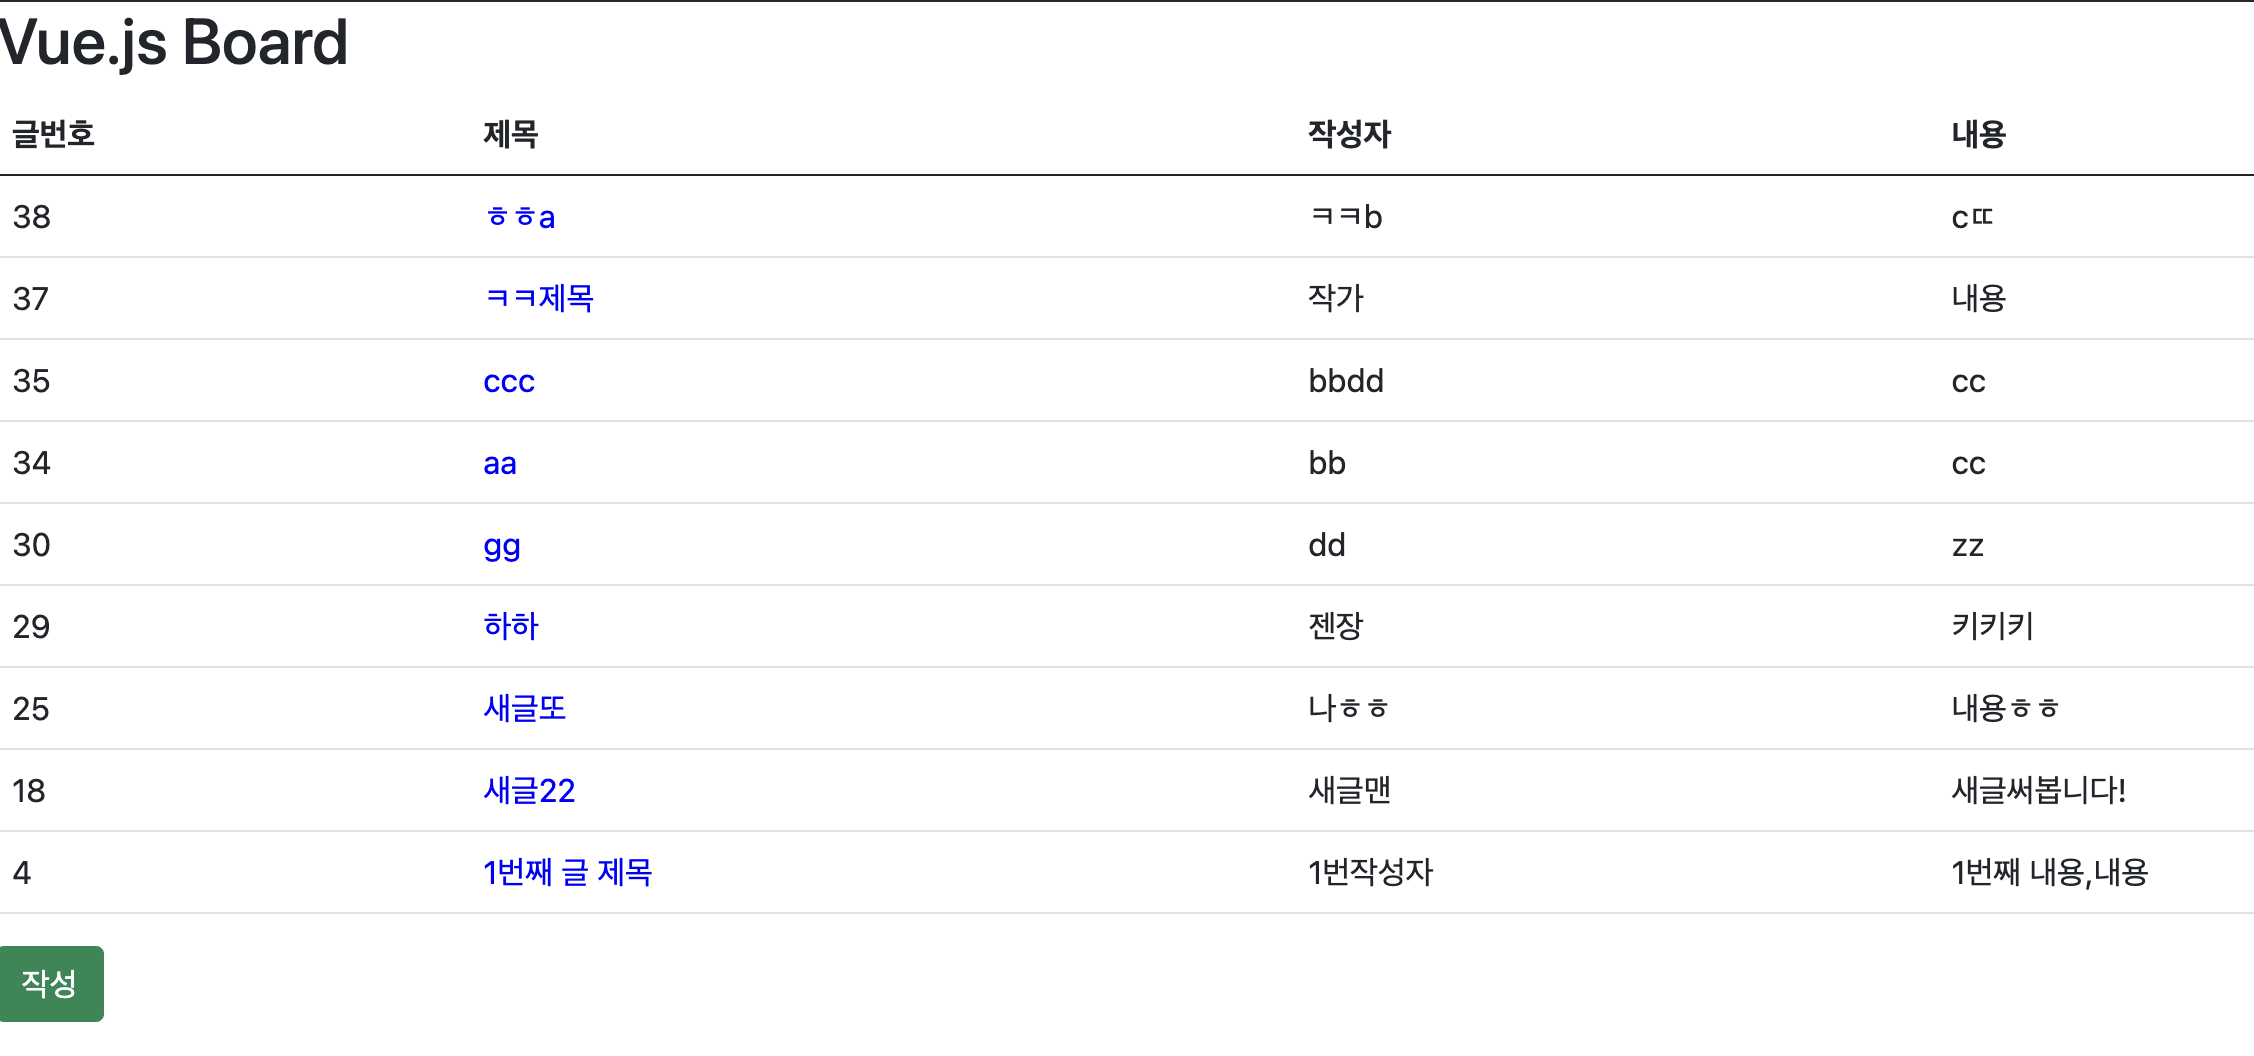 Vue.js Board
글번호 제목 작성자 내용
38 ㅎㅎa ㅋㅋb cㄸ
37 ㅋㅋ제목 작가 내용
35 ccc bbdd cc
34 aa bb cc
30 gg dd zz
29 하하 젠장 키키키
25 새글또 나ㅎㅎ 내용ㅎㅎ
18 새글22 새글맨 새글써봅니다!
4 1번째 글 제목 1번작성자 1번째 내용,내용
작성